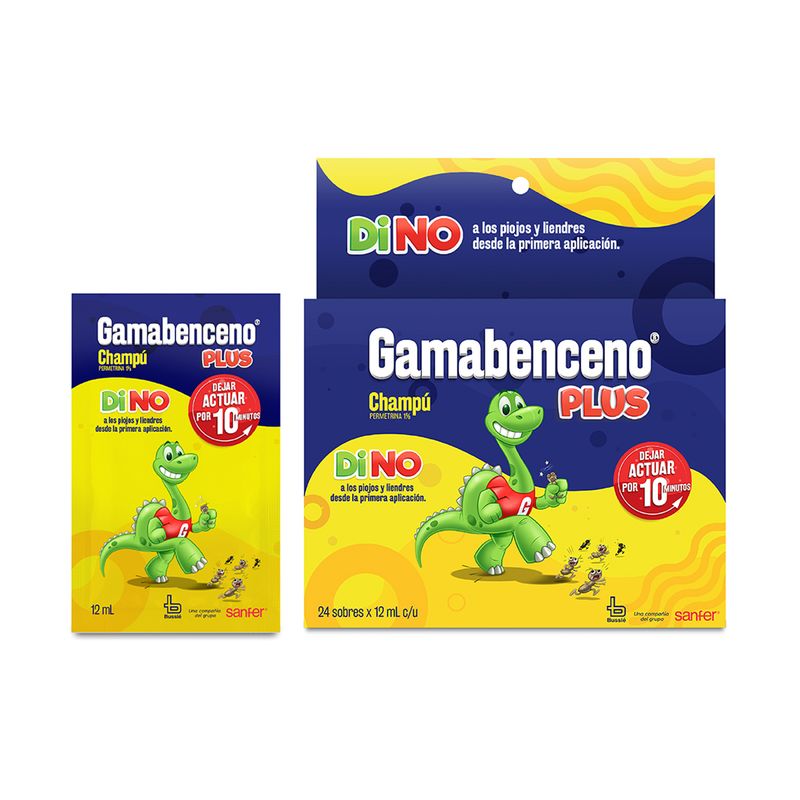 DiNO
a los piojos y liendres
desde la primera aplicación.
Gamabenceno®
PLUS
Champú
PERMETRINA 1%
DiNO
a los piojos y liendres
desde la primera aplicación.
DEJAR
ACTUAR
POR 10 MINUTOS
G
24 sobres x 12 mL c/u
b
Bussié
Una compañía
del grupo
sanfer®
Gamabenceno®
Champú
PLUS
PERMETRINA 1%
DiNO
a los piojos y liendres
desde la primera aplicación.
DEJAR
ACTUAR
POR 10 MINUTOS
G
12 mL
b
Bussié
Una compañía
del grupo
sanfer®